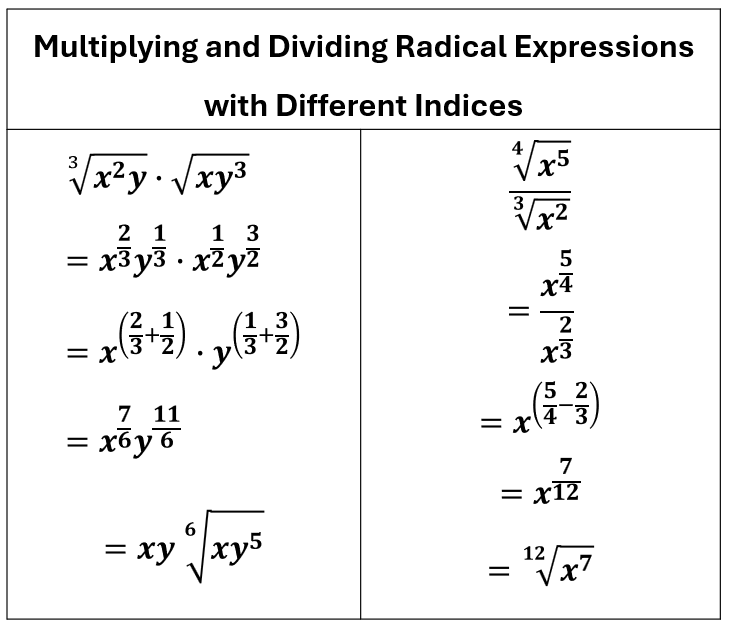 Multiplying and Dividing Radical Expressions
with Different Indices
∛(x²y) · √(xy³)
= x^(2/3) y^(1/3) · x^(1/2) y^(3/2)
= x^(2/3+1/2) · y^(1/3+3/2)
= x^(7/6) y^(11/6)
= xy ⁶√(xy⁵)
⁴√(x⁵) / ∛(x²)
= x^(5/4) / x^(2/3)
= x^(5/4−2/3)
= x^(7/12)
= ¹²√(x⁷)